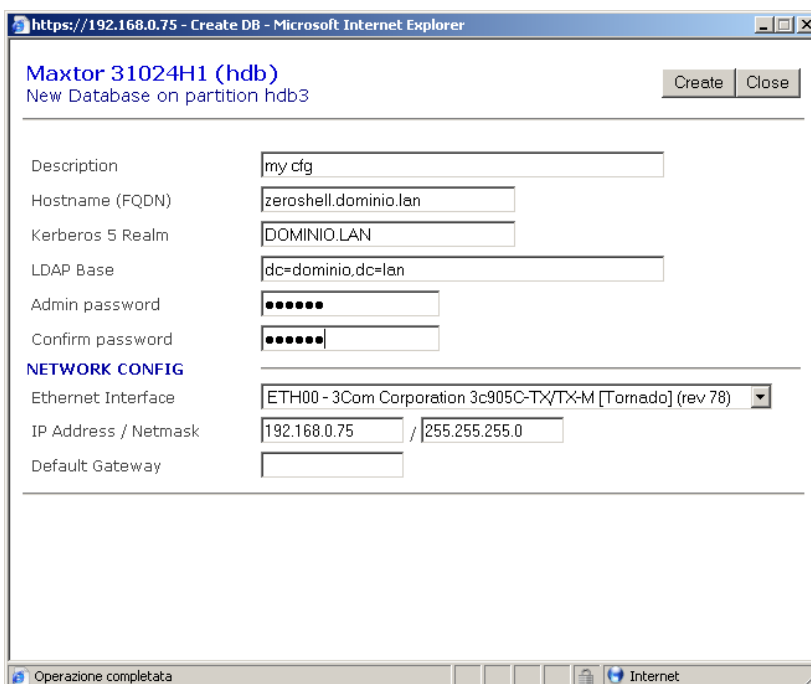 https://192.168.0.75 - Create DB - Microsoft Internet Explorer
Maxtor 31024H1 (hdb)
New Database on partition hdb3
Create Close
Description my cfg
Hostname (FQDN) zeroshell.dominio.lan
Kerberos 5 Realm DOMINIO.LAN
LDAP Base dc=dominio,dc=lan
Admin password ●●●●●●
Confirm password ●●●●●●
NETWORK CONFIG
Ethernet Interface ETH00 - 3Com Corporation 3c905C-TX/TX-M [Tornado] (rev 78)
IP Address / Netmask 192.168.0.75 / 255.255.255.0
Default Gateway
Operazione completata Internet